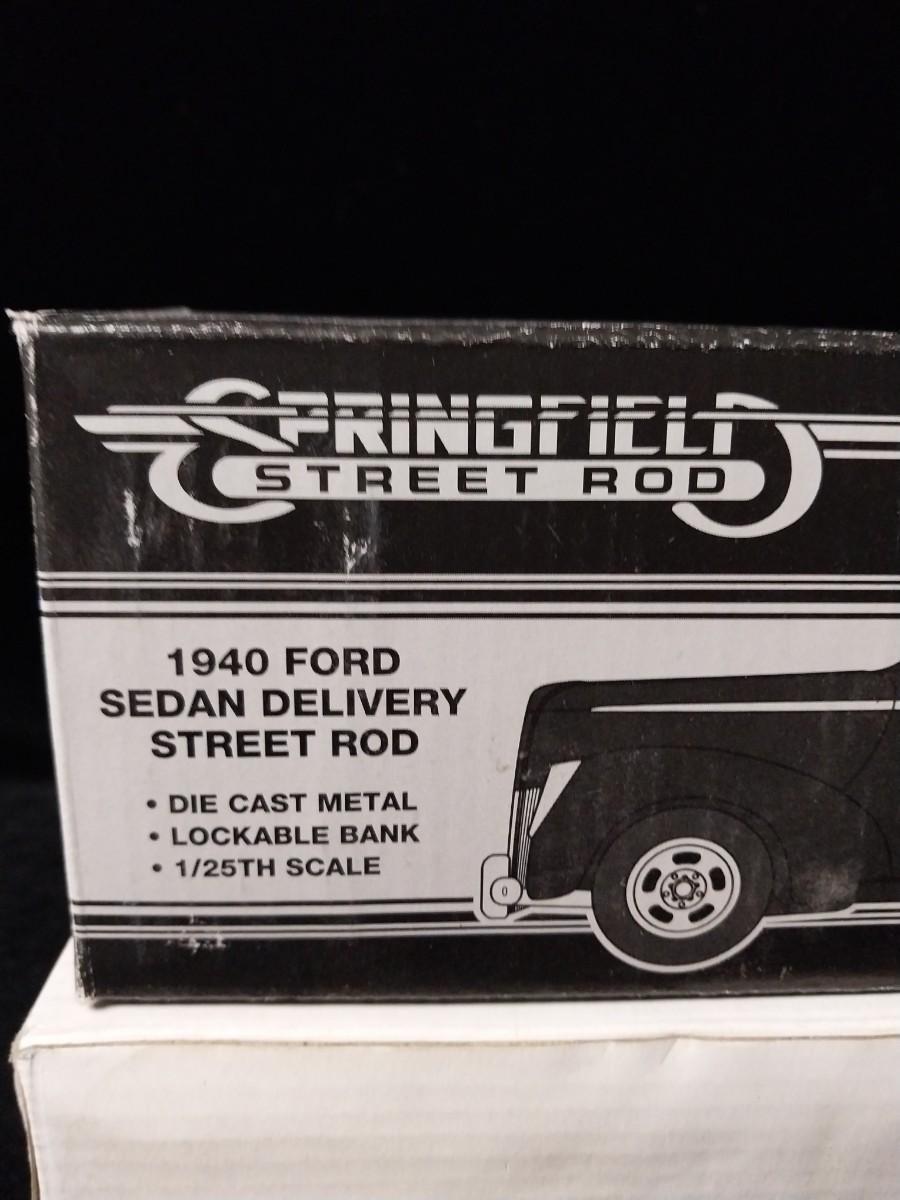 SPRINGFIELD
STREET ROD
1940 FORD
SEDAN DELIVERY
STREET ROD
• DIE CAST METAL
• LOCKABLE BANK
• 1/25TH SCALE